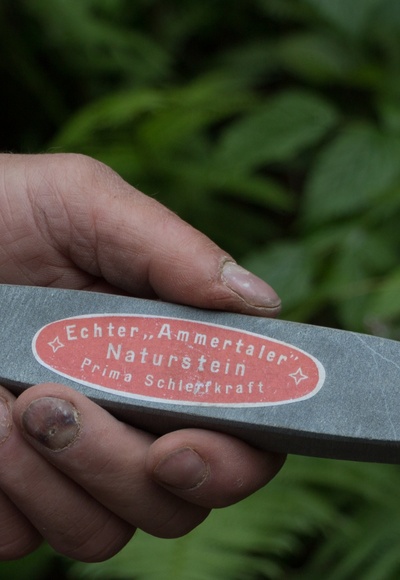 Echter „Ammertaler”
Naturstein
Prima Schleifkraft